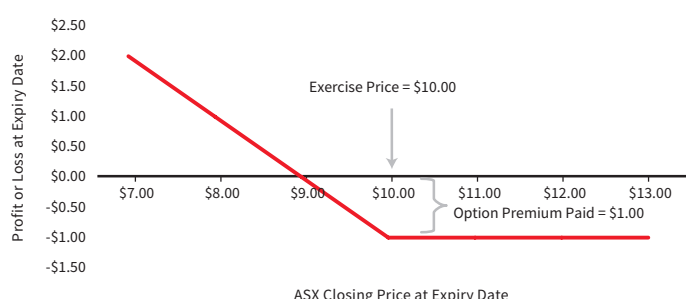 $2.50
$2.00
$1.50
$1.00
$0.50
$0.00
-$0.50
-$1.00
-$1.50
Profit or Loss at Expiry Date
Exercise Price = $10.00
$7.00 $8.00 $9.00 $10.00 $11.00 $12.00 $13.00
Option Premium Paid = $1.00
ASX Closing Price at Expiry Date